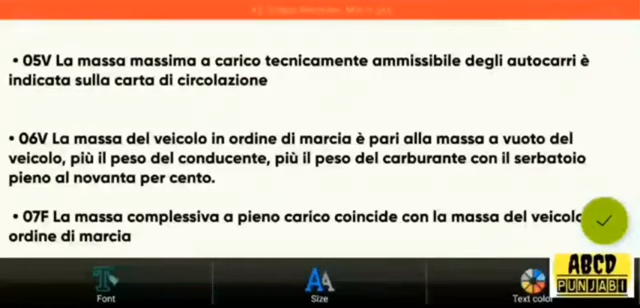 • 05V La massa massima a carico tecnicamente ammissibile degli autocarri è
indicata sulla carta di circolazione
• 06V La massa del veicolo in ordine di marcia è pari alla massa a vuoto del
veicolo, più il peso del conducente, più il peso del carburante con il serbatoio
pieno al novanta per cento.
• 07F La massa complessiva a pieno carico coincide con la massa del veicolo
ordine di marcia
Font
Size
Text color
ABCD
PUNJABI